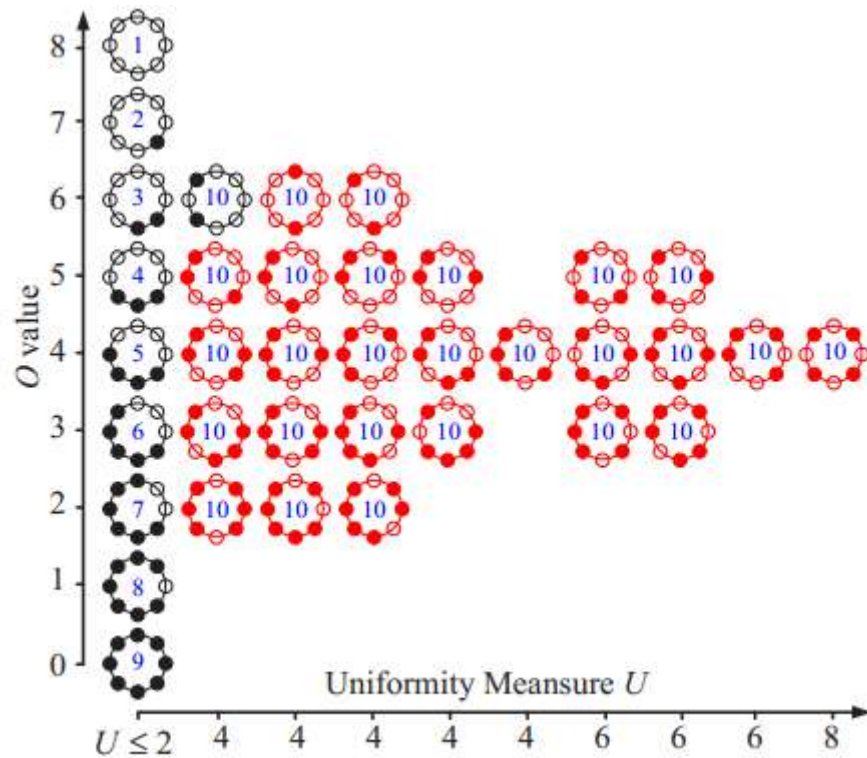 8 1
7 2
6 3 10 10 10
5 4 10 10 10 10 10 10
4 5 10 10 10 10 10 10 10 10 10
3 6 10 10 10 10 10 10
2 7 10 10 10
1 8
0 9
O value
Uniformity Meansure U
U ≤ 2 4 4 4 4 4 6 6 6 8